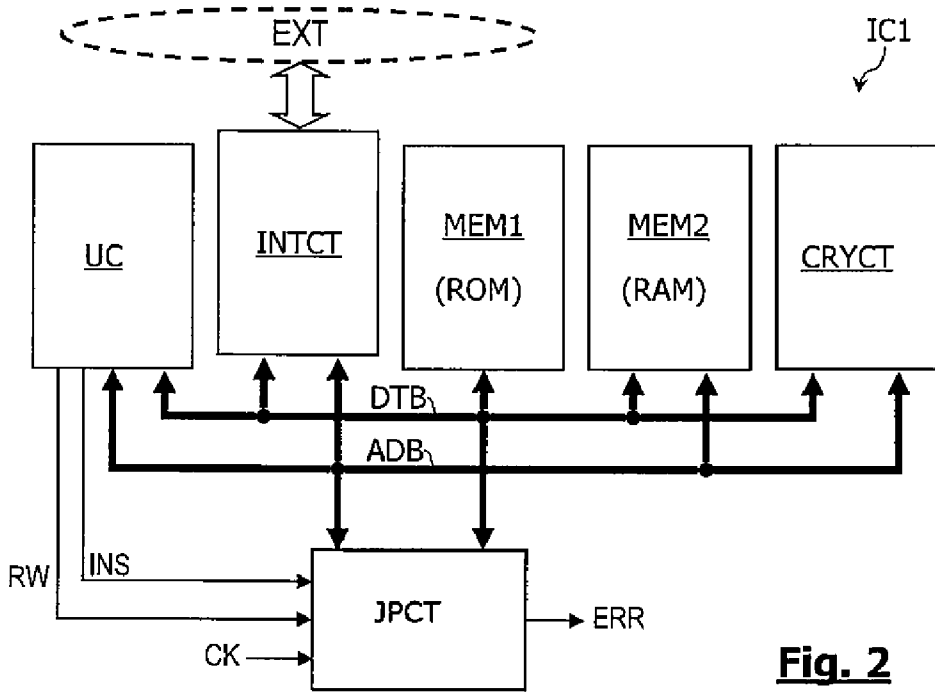 EXT
IC1
UC
INTCT
MEM1
(ROM)
MEM2
(RAM)
CRYCT
DTB
ADB
RW
INS
CK
JPCT
ERR
Fig. 2